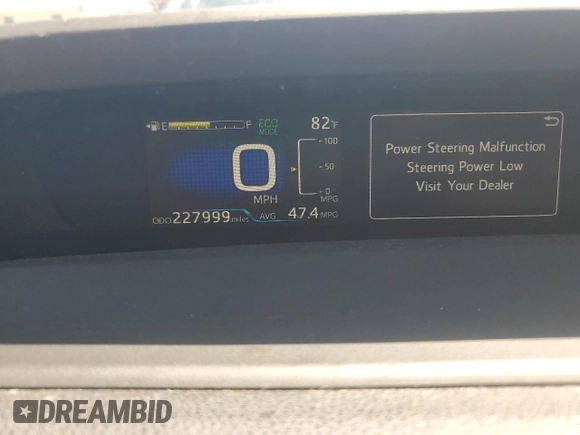 E F ECO MODE 82°F
100
0 50
0
MPH MPG
ODO 227999 miles AVG 47.4 MPG
Power Steering Malfunction
Steering Power Low
Visit Your Dealer
DREAMBID